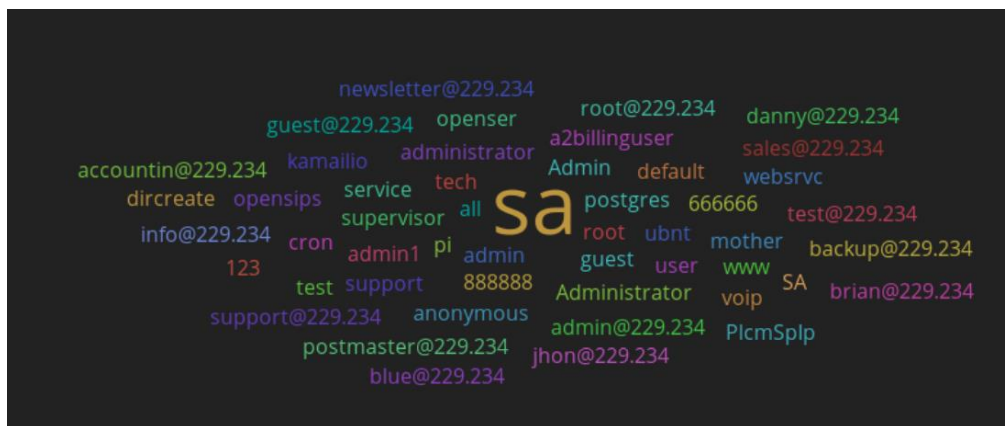 newsletter@229.234
root@229.234
danny@229.234
guest@229.234
openser
a2billinguser
sales@229.234
accountin@229.234
kamailio
administrator
Admin
default
websrvc
dircreate
opensips
service
tech
sa
postgres
666666
test@229.234
supervisor
all
info@229.234
cron
admin1
pi
admin
root
ubnt
mother
backup@229.234
123
guest
user
www
test
support
888888
Administrator
voip
SA
brian@229.234
support@229.234
anonymous
admin@229.234
PlcmSpIp
postmaster@229.234
jhon@229.234
blue@229.234